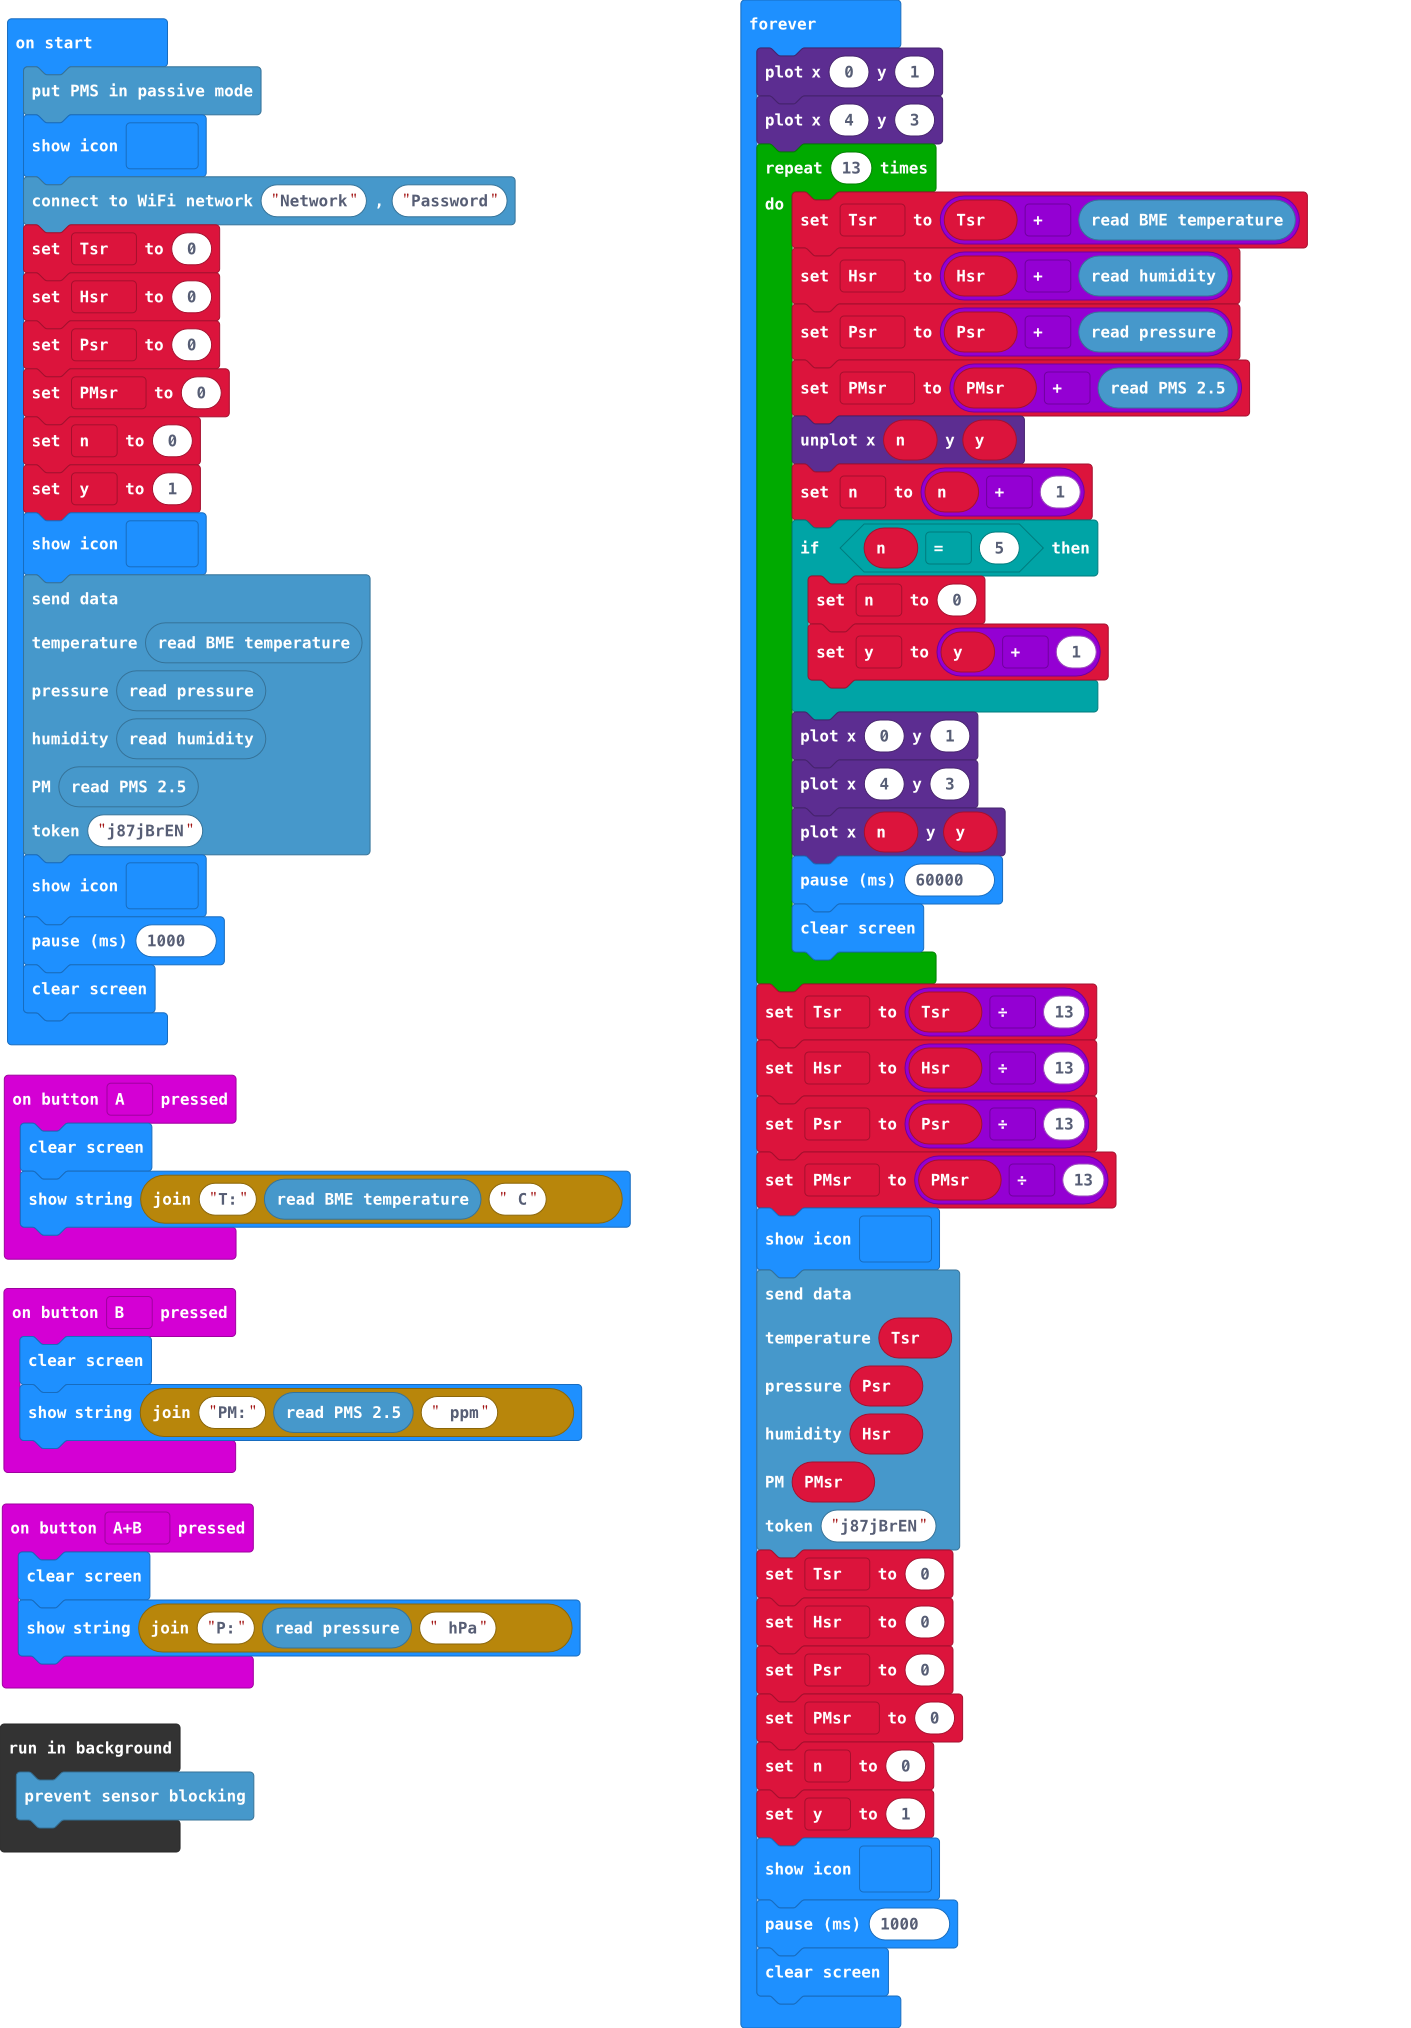 on start
put PMS in passive mode
show icon
connect to WiFi network "Network" , "Password"
set Tsr to 0
set Hsr to 0
set Psr to 0
set PMsr to 0
set n to 0
set y to 1
show icon
send data
temperature read BME temperature
pressure read pressure
humidity read humidity
PM read PMS 2.5
token "j87jBrEN"
show icon
pause (ms) 1000
clear screen
on button A pressed
clear screen
show string join "T:" read BME temperature " C"
on button B pressed
clear screen
show string join "PM:" read PMS 2.5 " ppm"
on button A+B pressed
clear screen
show string join "P:" read pressure " hPa"
run in background
prevent sensor blocking
forever
plot x 0 y 1
plot x 4 y 3
repeat 13 times
do
set Tsr to Tsr + read BME temperature
set Hsr to Hsr + read humidity
set Psr to Psr + read pressure
set PMsr to PMsr + read PMS 2.5
unplot x n y y
set n to n + 1
if n = 5 then
set n to 0
set y to y + 1
plot x 0 y 1
plot x 4 y 3
plot x n y y
pause (ms) 60000
clear screen
set Tsr to Tsr ÷ 13
set Hsr to Hsr ÷ 13
set Psr to Psr ÷ 13
set PMsr to PMsr ÷ 13
show icon
send data
temperature Tsr
pressure Psr
humidity Hsr
PM PMsr
token "j87jBrEN"
set Tsr to 0
set Hsr to 0
set Psr to 0
set PMsr to 0
set n to 0
set y to 1
show icon
pause (ms) 1000
clear screen